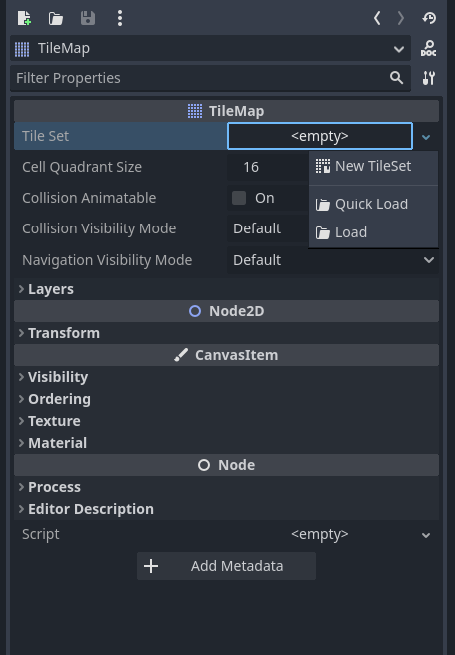 TileMap
DOC
Filter Properties
TileMap
Tile Set <empty>
New TileSet
Cell Quadrant Size 16
Collision Animatable On
Quick Load
Collision Visibility Mode Default
Load
Navigation Visibility Mode Default
Layers
Node2D
Transform
CanvasItem
Visibility
Ordering
Texture
Material
Node
Process
Editor Description
Script <empty>
Add Metadata